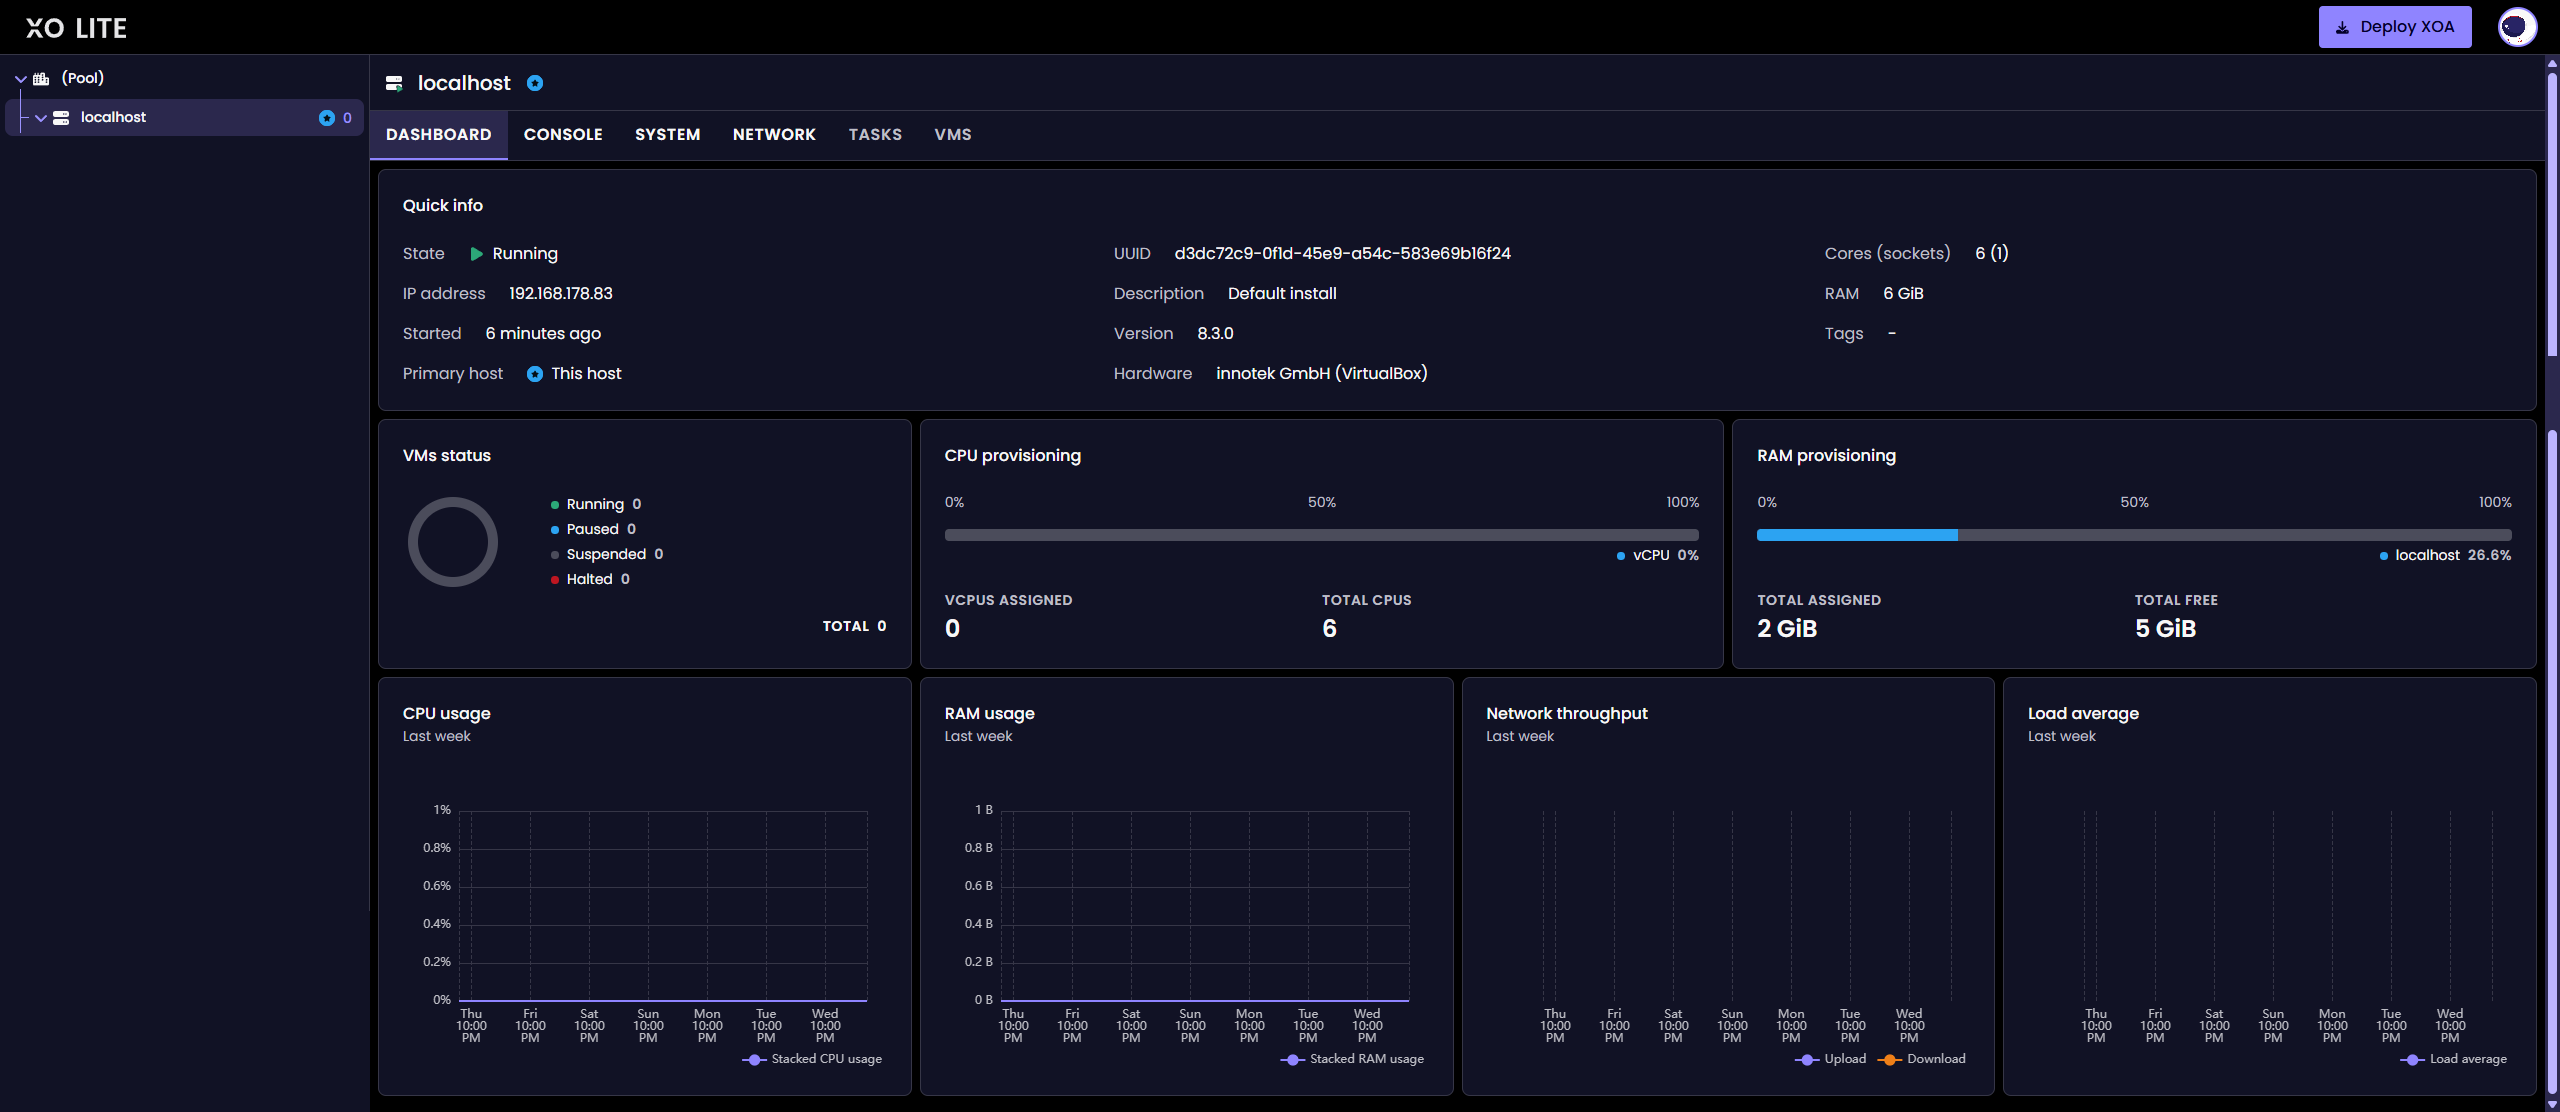 XO LITE
Deploy XOA
(Pool)
localhost 0
localhost
DASHBOARD CONSOLE SYSTEM NETWORK TASKS VMS
Quick info
State Running
IP address 192.168.178.83
Started 6 minutes ago
Primary host This host
UUID d3dc72c9-0f1d-45e9-a54c-583e69b16f24
Description Default install
Version 8.3.0
Hardware innotek GmbH (VirtualBox)
Cores (sockets) 6 (1)
RAM 6 GiB
Tags -
VMs status
Running 0
Paused 0
Suspended 0
Halted 0
TOTAL 0
CPU provisioning
0% 50% 100%
vCPU 0%
VCPUS ASSIGNED TOTAL CPUS
0 6
RAM provisioning
0% 50% 100%
localhost 26.6%
TOTAL ASSIGNED TOTAL FREE
2 GiB 5 GiB
CPU usage
Last week
1%
0.8%
0.6%
0.4%
0.2%
0%
Thu Fri Sat Sun Mon Tue Wed
10:00 10:00 10:00 10:00 10:00 10:00 10:00
PM PM PM PM PM PM PM
Stacked CPU usage
RAM usage
Last week
1 B
0.8 B
0.6 B
0.4 B
0.2 B
0 B
Thu Fri Sat Sun Mon Tue Wed
10:00 10:00 10:00 10:00 10:00 10:00 10:00
PM PM PM PM PM PM PM
Stacked RAM usage
Network throughput
Last week
Thu Fri Sat Sun Mon Tue Wed
10:00 10:00 10:00 10:00 10:00 10:00 10:00
PM PM PM PM PM PM PM
Upload Download
Load average
Last week
Thu Fri Sat Sun Mon Tue Wed
10:00 10:00 10:00 10:00 10:00 10:00 10:00
PM PM PM PM PM PM PM
Load average